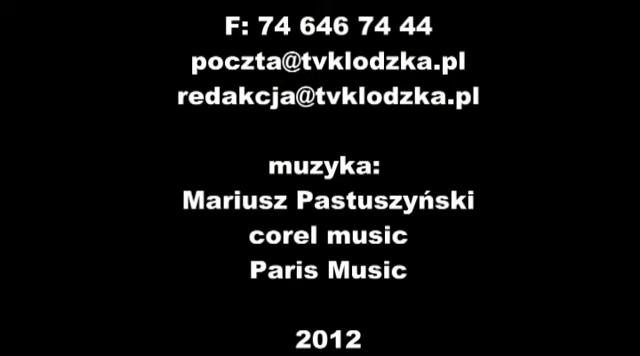 F: 74 646 74 44
poczta@tvklodzka.pl
redakcja@tvklodzka.pl
muzyka:
Mariusz Pastuszyński
corel music
Paris Music
2012